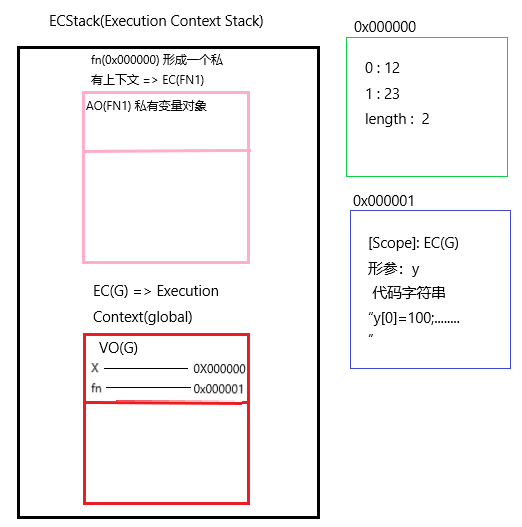 ECStack(Execution Context Stack)
fn(0x000000) 形成一个私
有上下文 => EC(FN1)
AO(FN1) 私有变量对象
EC(G) => Execution
Context(global)
VO(G)
X 0X000000
fn 0x000001
0x000000
0 : 12
1 : 23
length : 2
0x000001
[Scope]: EC(G)
形参：y
代码字符串
“y[0]=100;........
”